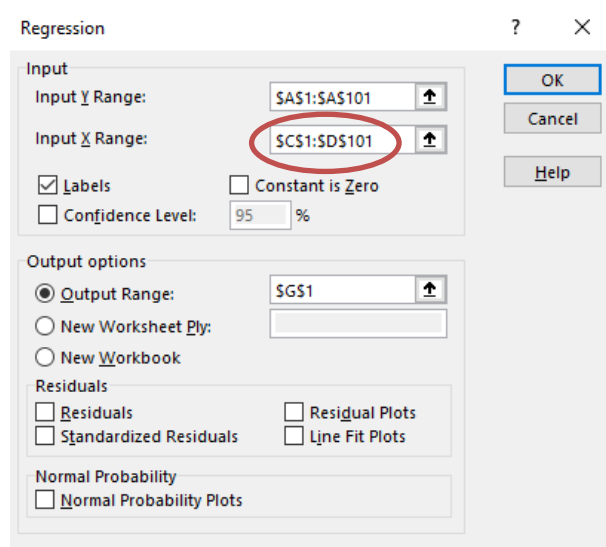 Regression ? ×
Input
Input Y Range: $A$1:$A$101
Input X Range: $C$1:$D$101
Labels Constant is Zero
Confidence Level: 95 %
OK
Cancel
Help
Output options
Output Range: $G$1
New Worksheet Ply:
New Workbook
Residuals
Residuals Residual Plots
Standardized Residuals Line Fit Plots
Normal Probability
Normal Probability Plots